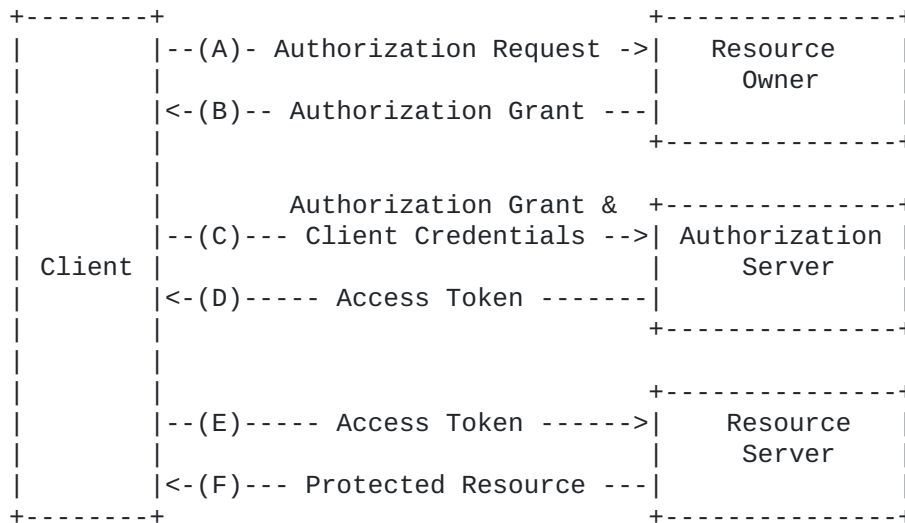 +--------+                               +---------------+
|        |--(A)- Authorization Request ->|   Resource    |
|        |                               |     Owner     |
|        |<-(B)-- Authorization Grant ---|               |
|        |                               +---------------+
|        |
|        |        Authorization Grant &  +---------------+
|        |--(C)--- Client Credentials -->| Authorization |
| Client |                               |     Server    |
|        |<-(D)----- Access Token -------|               |
|        |                               +---------------+
|        |
|        |                               +---------------+
|        |--(E)----- Access Token ------>|    Resource   |
|        |                               |     Server    |
|        |<-(F)--- Protected Resource ---|               |
+--------+                               +---------------+